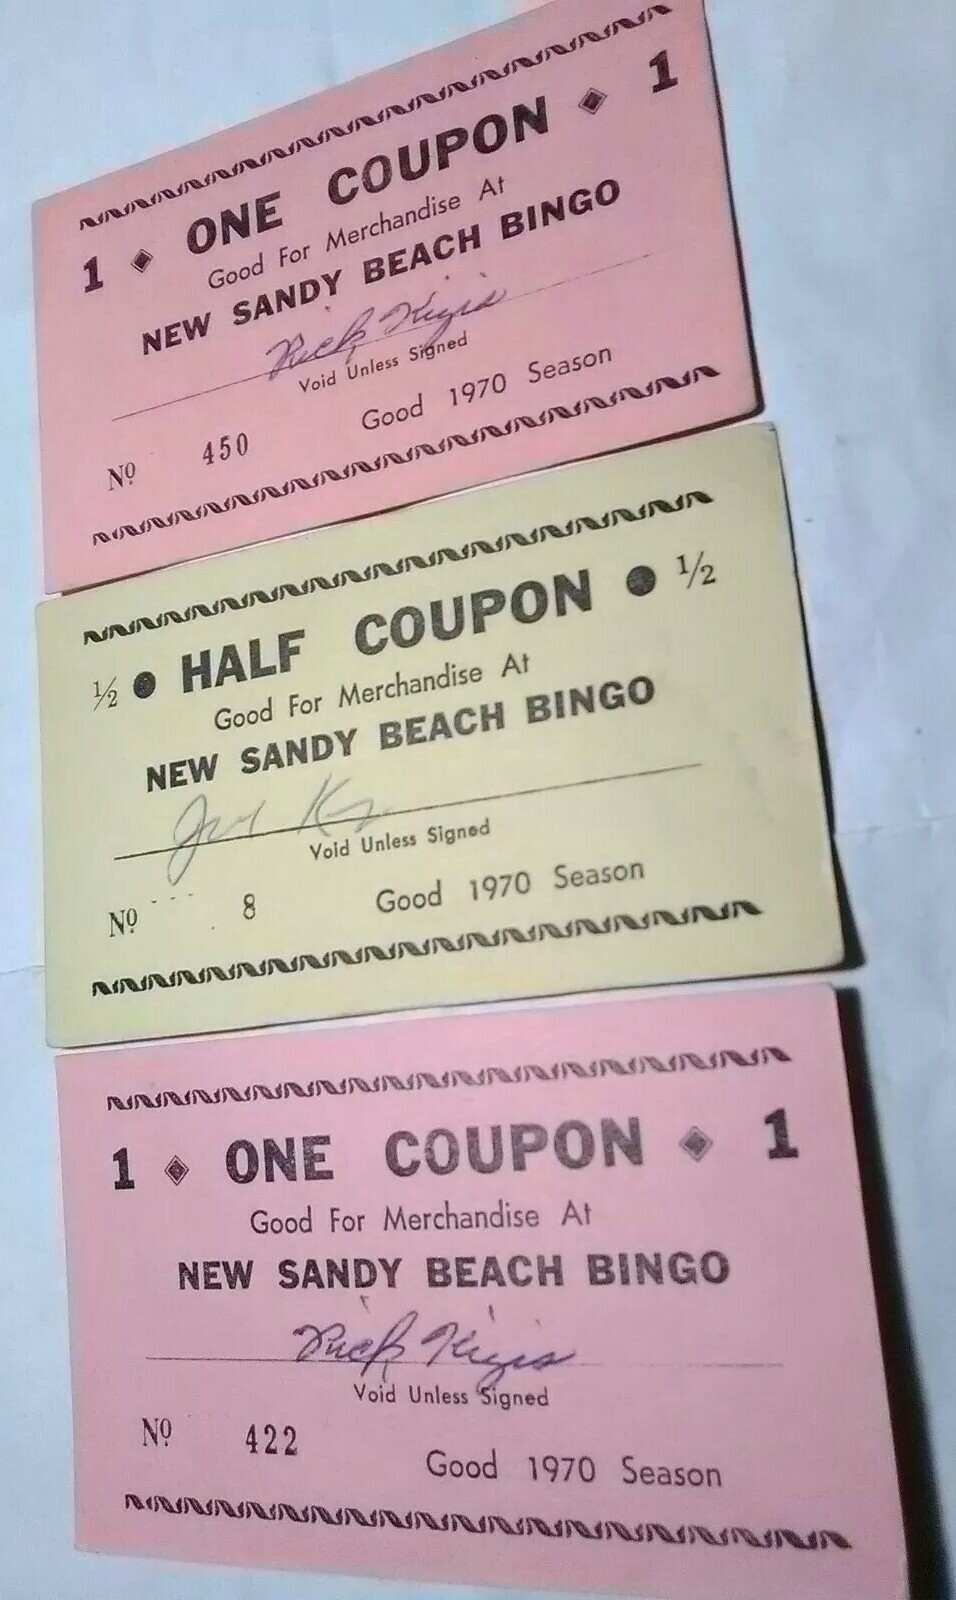 1 ONE COUPON 1
Good For Merchandise At
NEW SANDY BEACH BINGO
Void Unless Signed
Nº 450 Good 1970 Season
½ HALF COUPON ½
Good For Merchandise At
NEW SANDY BEACH BINGO
Void Unless Signed
Nº 8 Good 1970 Season
1 ONE COUPON 1
Good For Merchandise At
NEW SANDY BEACH BINGO
Void Unless Signed
Nº 422 Good 1970 Season